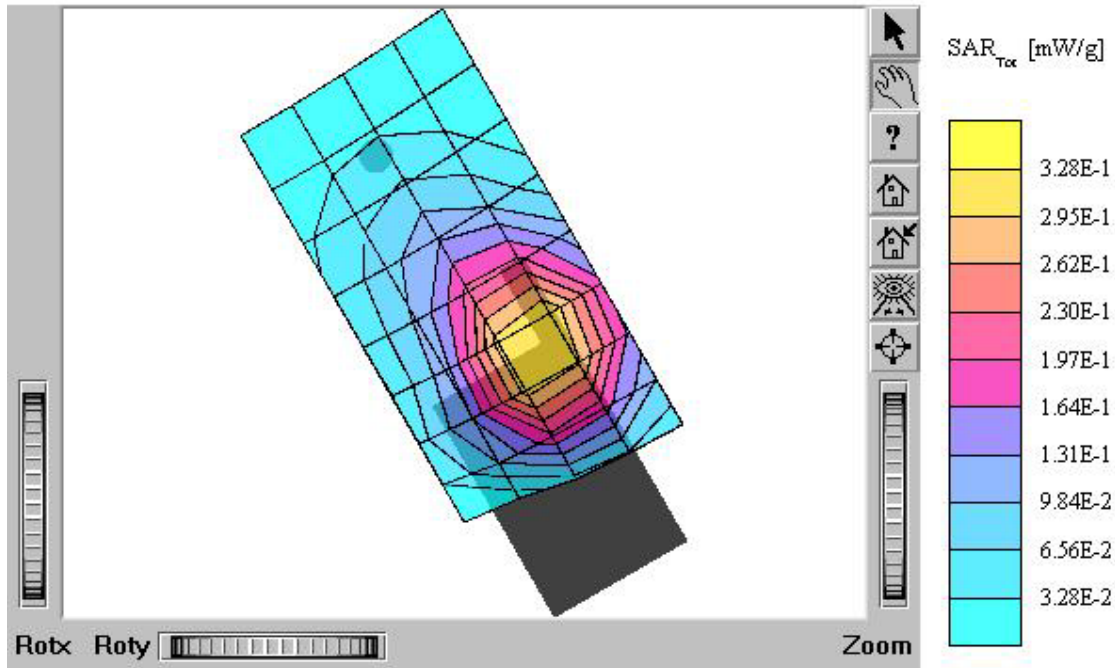 SAR_Tot [mW/g]
?
3.28E-1
2.95E-1
2.62E-1
2.30E-1
1.97E-1
1.64E-1
1.31E-1
9.84E-2
6.56E-2
3.28E-2
Rotx Roty Zoom